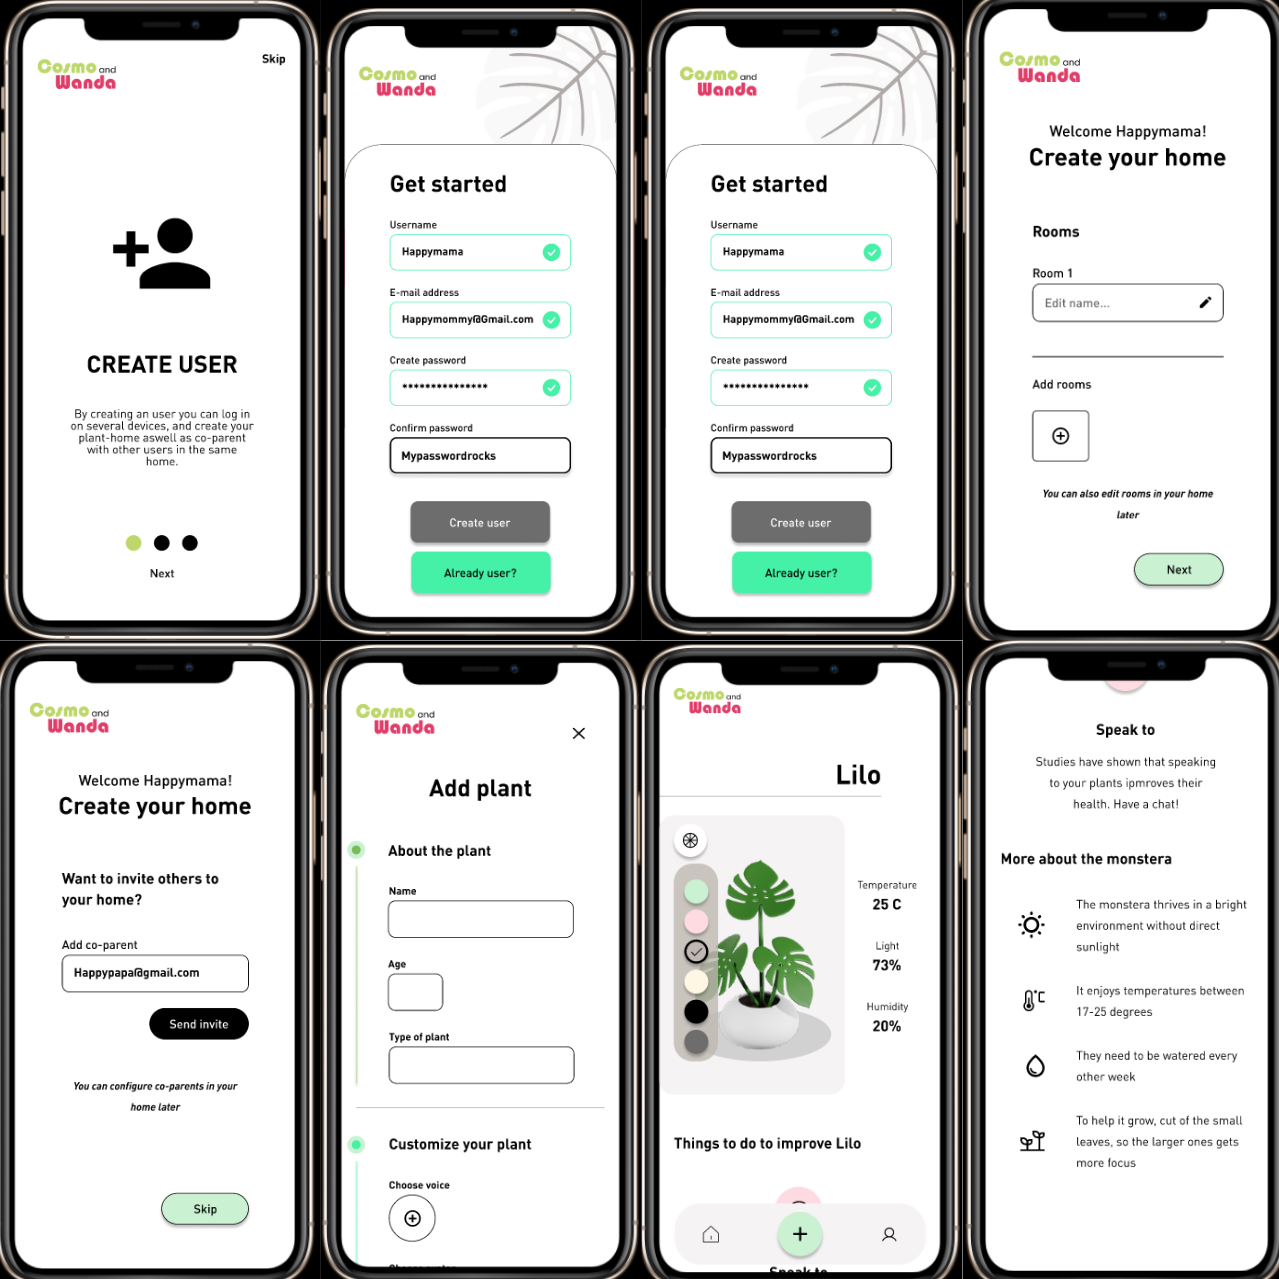 Cosmo and
Wanda
Skip
CREATE USER
By creating an user you can log in
on several devices, and create your
plant-home aswell as co-parent
with other users in the same
home.
Next
Cosmo and
Wanda
Get started
Username
Happymama
E-mail address
Happymommy@Gmail.com
Create password
***************
Confirm password
Mypasswordrocks
Create user
Already user?
Cosmo and
Wanda
Get started
Username
Happymama
E-mail address
Happymommy@Gmail.com
Create password
***************
Confirm password
Mypasswordrocks
Create user
Already user?
Cosmo and
Wanda
Welcome Happymama!
Create your home
Rooms
Room 1
Edit name...
Add rooms
You can also edit rooms in your home
later
Next
Cosmo and
Wanda
Welcome Happymama!
Create your home
Want to invite others to
your home?
Add co-parent
Happypapa@gmail.com
Send invite
You can configure co-parents in your
home later
Skip
Cosmo and
Wanda
Add plant
About the plant
Name
Age
Type of plant
Customize your plant
Choose voice
Cosmo and
Wanda
Lilo
Temperature
25 C
Light
73%
Humidity
20%
Things to do to improve Lilo
Speak to
Speak to
Studies have shown that speaking
to your plants ipmroves their
health. Have a chat!
More about the monstera
The monstera thrives in a bright
environment without direct
sunlight
°C
It enjoys temperatures between
17-25 degrees
They need to be watered every
other week
To help it grow, cut of the small
leaves, so the larger ones gets
more focus